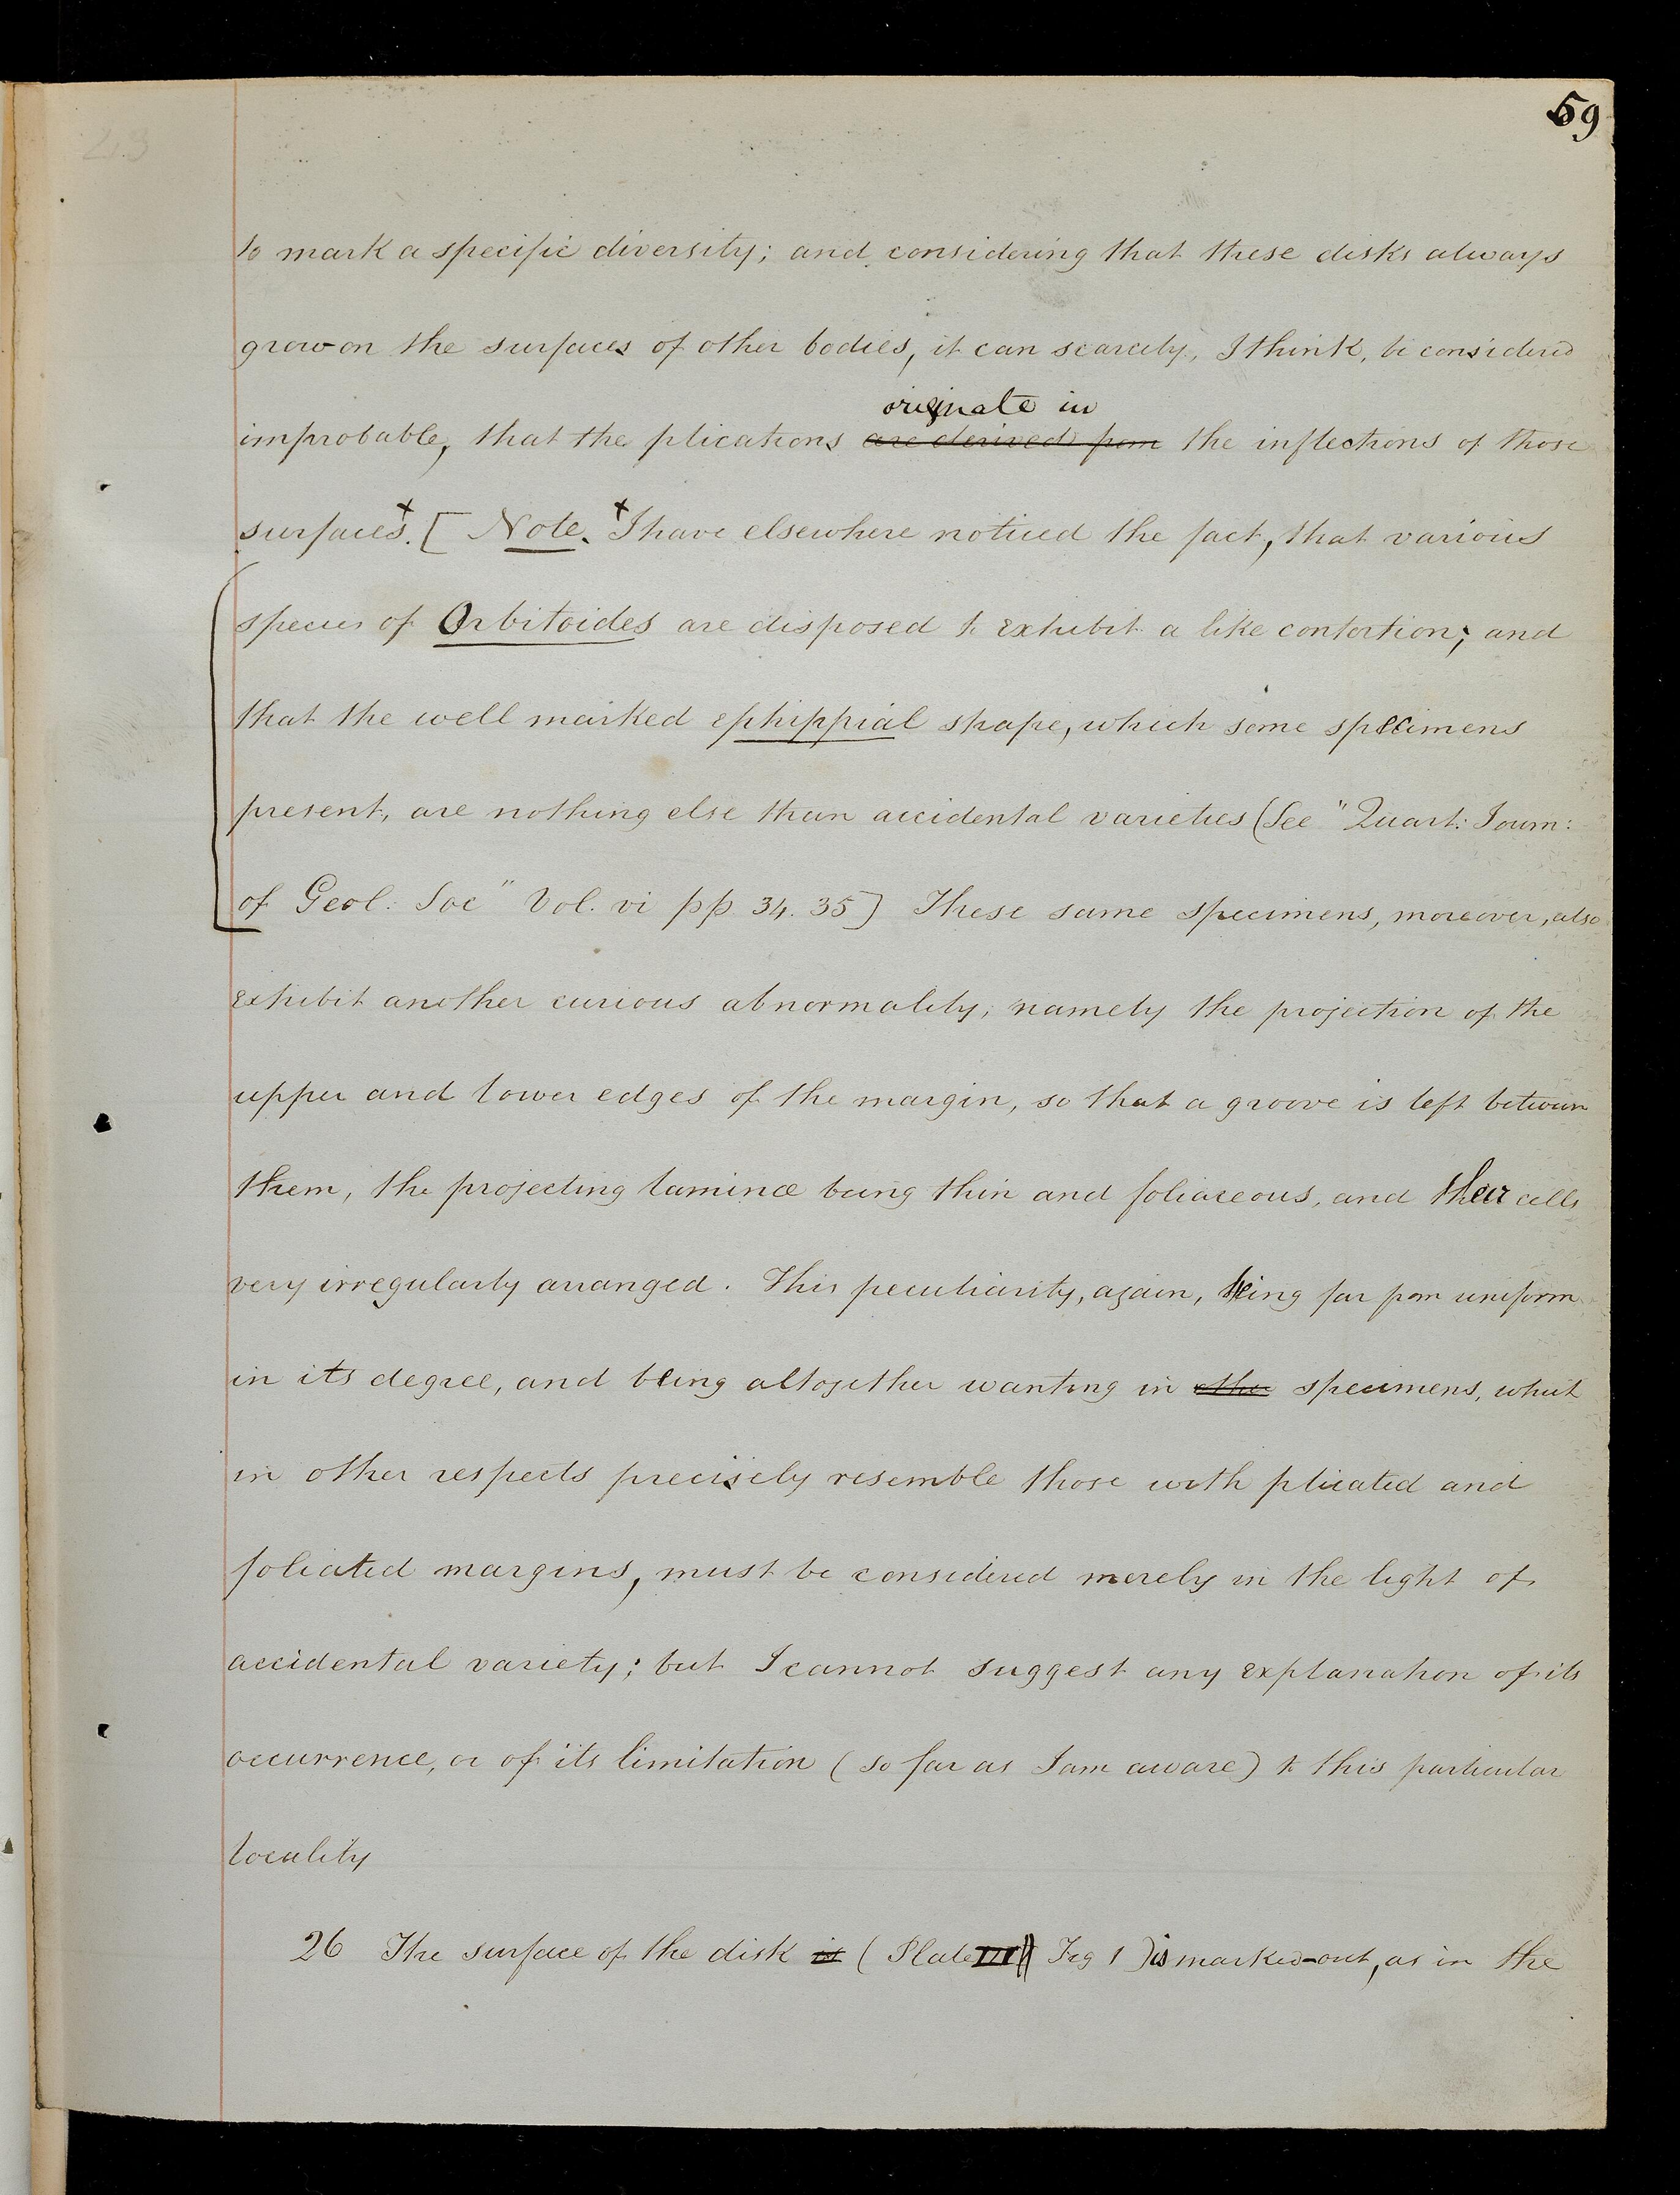 59
to mark a specific diversity; and considering that these disks always
grow on the surfaces of other bodies, it can scarcely, I think, be considered
originate in
improbable, that the plications are derived from the inflections of those
surfaces.x [Note. xI have elsewhere noticed the fact, that various
species of Orbitoides are disposed to exhibit a like contortion; and
that the well marked ephippial shape, which some specimens
present, are nothing else than accidental varieties (See "Quart: Journ:
of Geol: Soc" Vol. vi pp 34. 35] These same specimens, moreover, also
exhibit another curious abnormality, namely the projection of the
upper and lower edges of the margin, so that a groove is left between
them, the projecting laminæ being thin and foliaceous, and their cells
very irregularly arranged. This peculiarity, again, being far from uniform
in its degree, and being altogether wanting in other specimens, which
in other respects precisely resemble those with plicated and
foliated margins, must be considered merely in the light of
accidental variety; but I cannot suggest any explanation of its
occurrence, or of its limitation (so far as I am aware) to this particular
locality
26 The surface of the disk is (Plate Fig 1) is marked-out, as in the